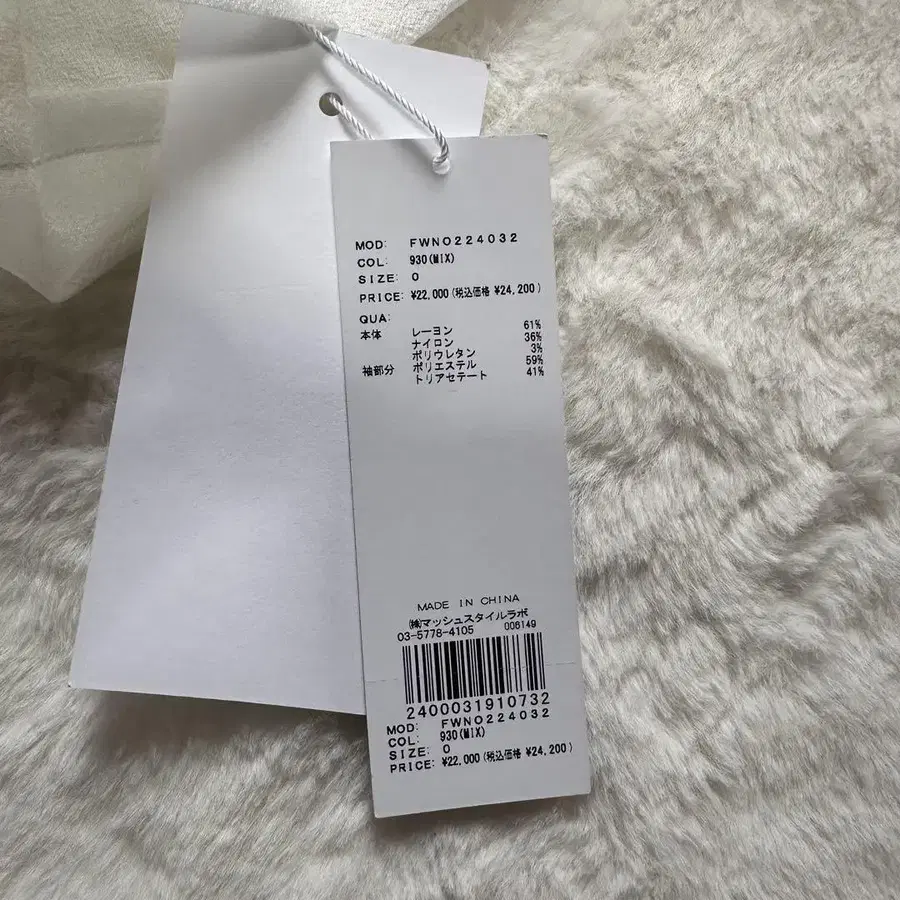 MOD: FWNO224032
COL: 930(MIX)
SIZE: 0
PRICE: ¥22,000(税込価格 ¥24,200)
QUA:
本体 レーヨン 61%
ナイロン 36%
ポリウレタン 3%
袖部分 ポリエステル 59%
トリアセテート 41%
MADE IN CHINA
㈱マッシュスタイルラボ
03-5778-4105 006149
2400031910732
MOD: FWNO224032
COL: 930(MIX)
SIZE: 0
PRICE: ¥22,000(税込価格 ¥24,200)